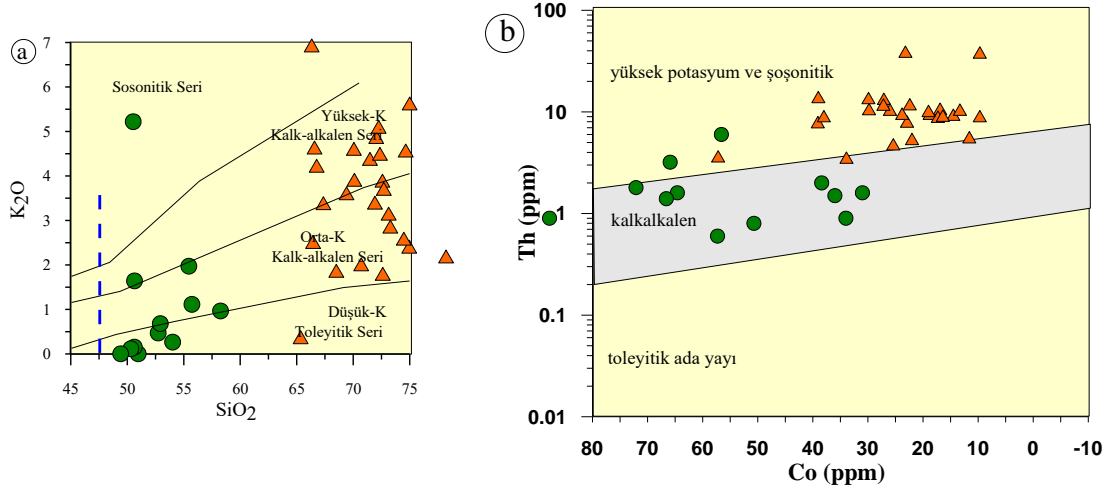 a
7
6
5
4
3
2
1
0
K2O
Sosonitik Seri
Yüksek-K
Kalk-alkalen Seri
Orta-K
Kalk-alkalen Seri
Düşük-K
Toleyitik Seri
45 50 55 60 65 70 75
SiO2
b
100
10
1
0.1
0.01
Th (ppm)
yüksek potasyum ve şoşonitik
kalkalkalen
toleyitik ada yayı
80 70 60 50 40 30 20 10 0 -10
Co (ppm)